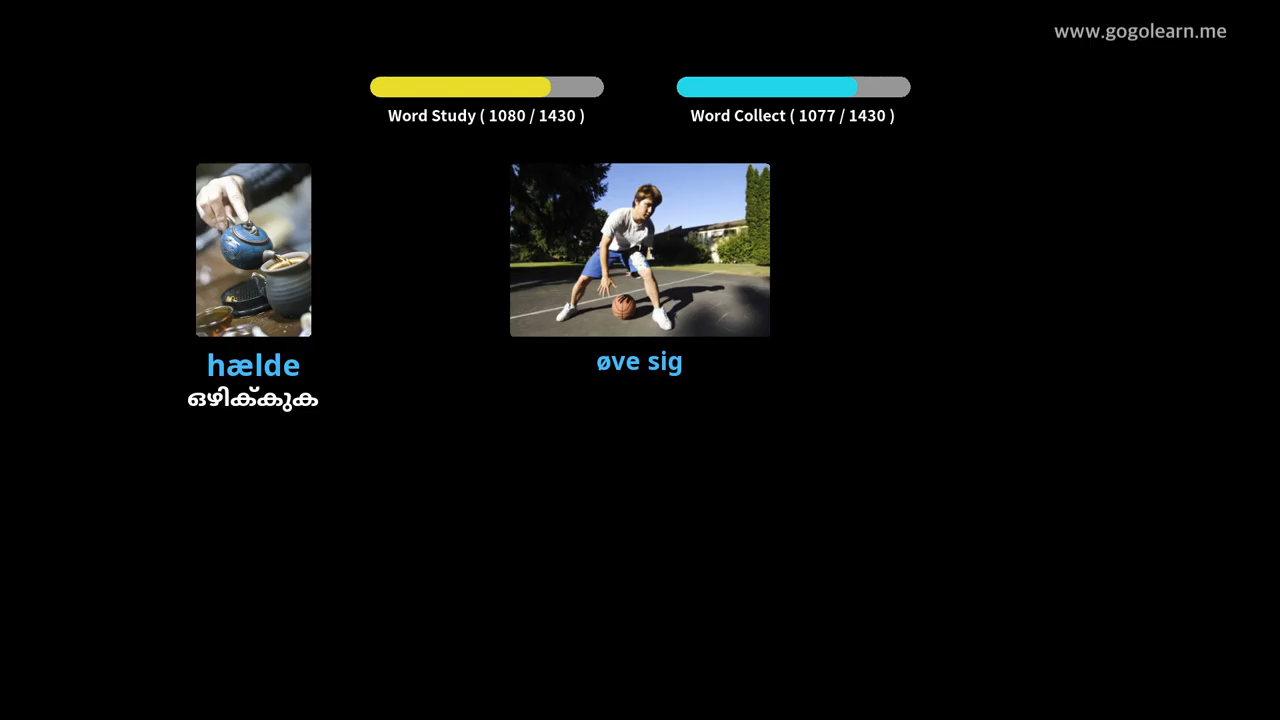 www.gogolearn.me
Word Study ( 1080 / 1430 )
Word Collect ( 1077 / 1430 )
hælde
ഒഴിക്കുക
øve sig